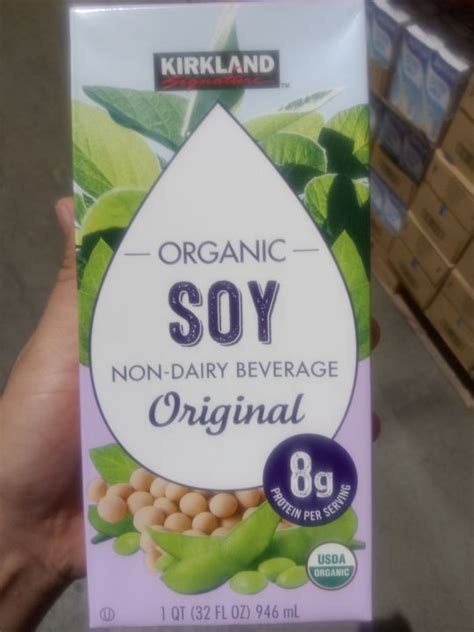 KIRKLAND
Signature™
ORGANIC
SOY
NON-DAIRY BEVERAGE
Original
8g
PROTEIN PER SERVING
USDA
ORGANIC
U
1 QT (32 FL OZ) 946 mL